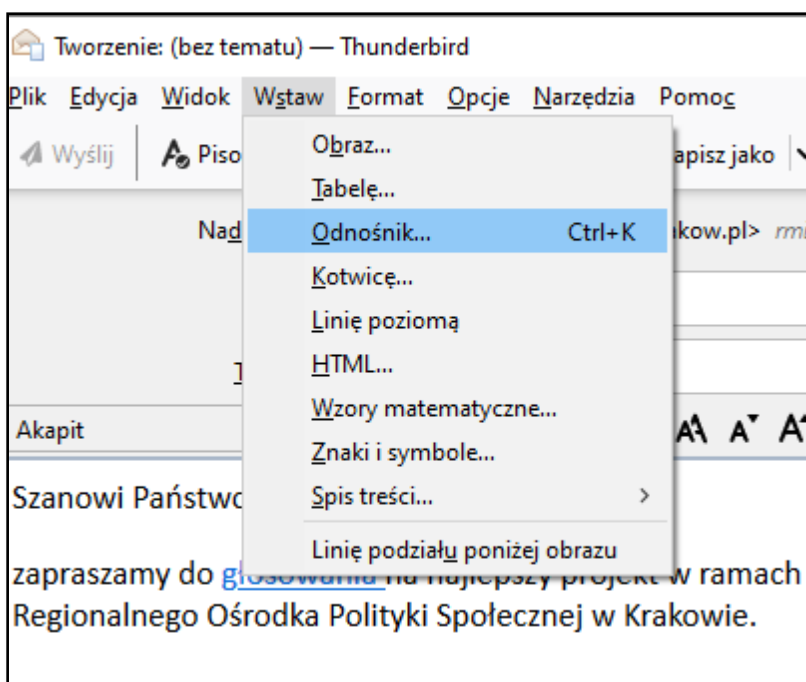 Tworzenie: (bez tematu) — Thunderbird
Plik Edycja Widok Wstaw Format Opcje Narzędzia Pomoc
Wyślij Piso apisz jako
Obraz...
Tabelę...
Nad Odnośnik... Ctrl+K kow.pl>
Kotwicę...
Linię poziomą
T HTML...
Wzory matematyczne...
Akapit
Znaki i symbole...
Szanowi Państwo Spis treści...
Linię podziału poniżej obrazu
zapraszamy do głosowania na najlepszy projekt w ramach
Regionalnego Ośrodka Polityki Społecznej w Krakowie.